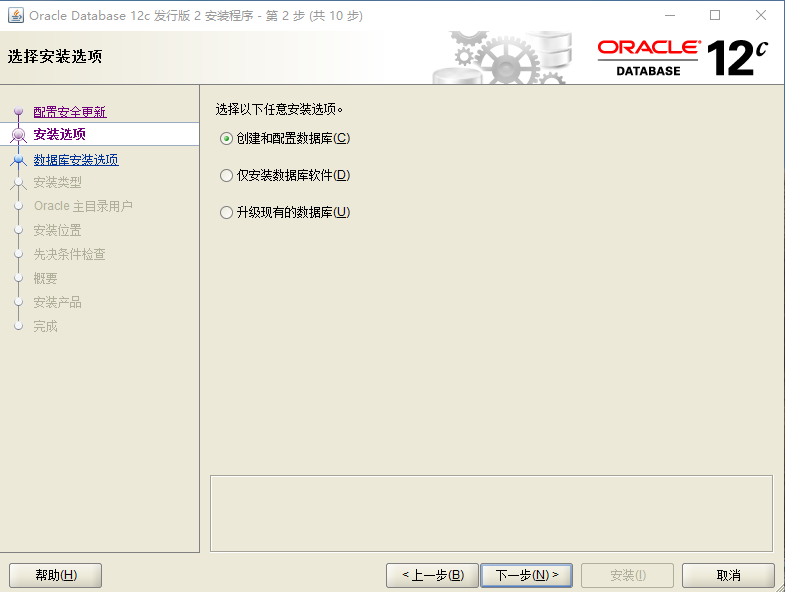 Oracle Database 12c 发行版 2 安装程序 - 第 2 步 (共 10 步)
选择安装选项
ORACLE
DATABASE
12c
配置安全更新
安装选项
数据库安装选项
安装类型
Oracle 主目录用户
安装位置
先决条件检查
概要
安装产品
完成
选择以下任意安装选项。
创建和配置数据库(C)
仅安装数据库软件(D)
升级现有的数据库(U)
帮助(H)
< 上一步(B)
下一步(N) >
安装(I)
取消